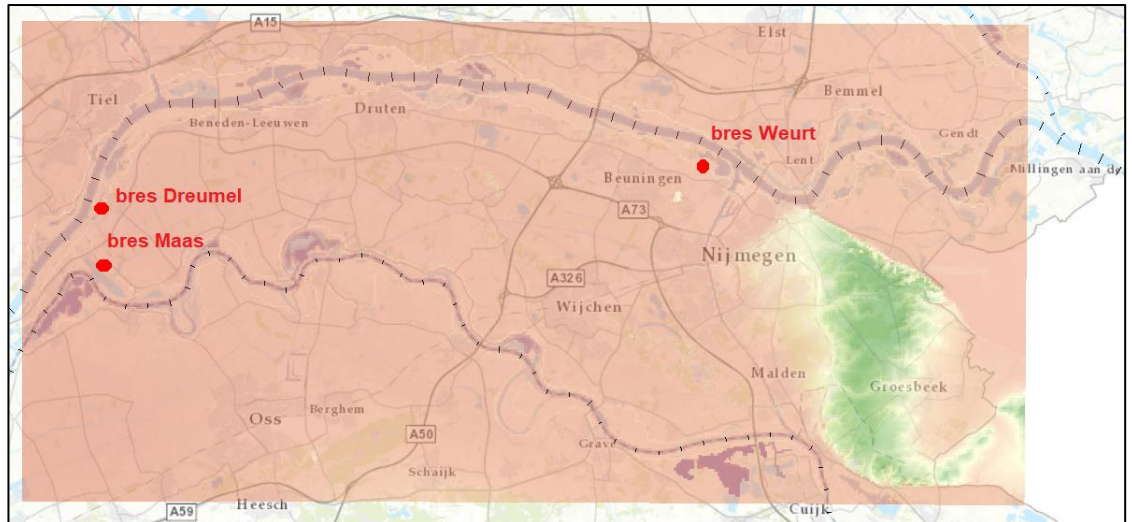 A15
Elst
Tiel
Bemmel
Druten
Beneden-Leeuwen
bres Weurt
Gendt
Lent
Millingen aan d
Beuningen
bres Dreumel
A73
bres Maas
Nijmegen
A326
Wijchen
Malden
Groesbeek
Oss
Berghem
A50
Grave
Schaijk
Heesch
A59
Cuijk